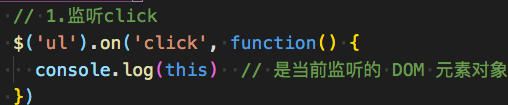 // 1.监听click
$('ul').on('click', function() {
console.log(this) // 是当前监听的 DOM 元素对象
})